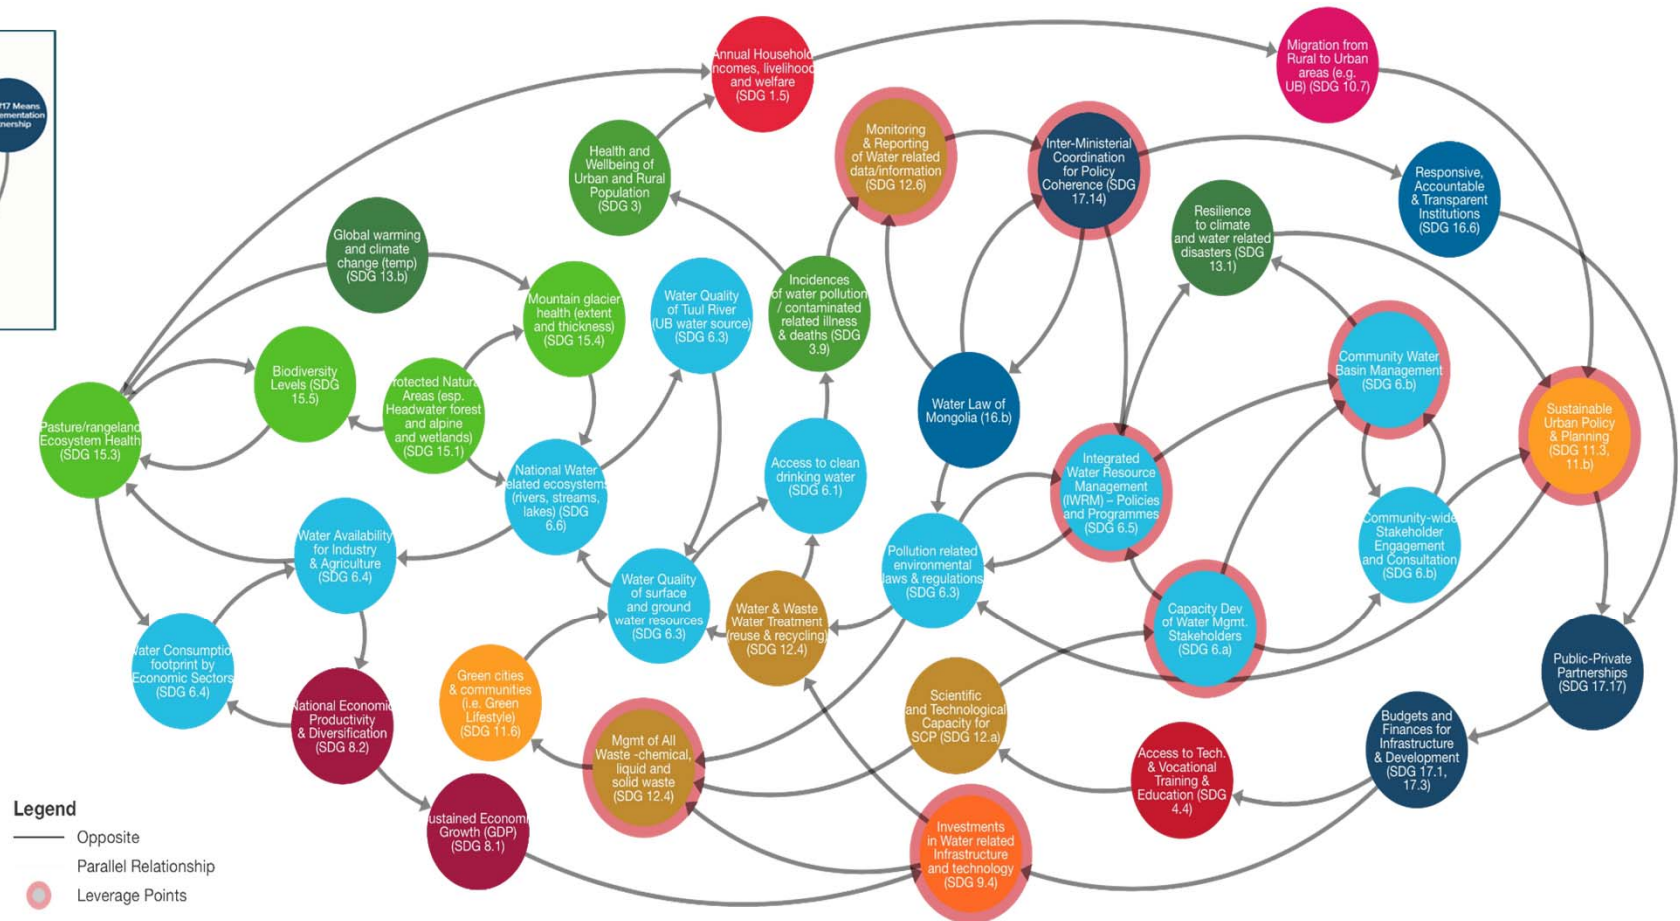 /17 Means
ementation
nership
Annual Household
ncomes, livelihood
and welfare
(SDG 1.5)
Migration from
Rural to Urban
areas (e.g.
UB) (SDG 10.7)
Health and
Wellbeing of
Urban and Rural
Population
(SDG 3)
Monitoring
& Reporting
of Water related
data/information
(SDG 12.6)
Inter-Ministerial
Coordination
for Policy
Coherence (SDG
17.14)
Responsive,
Accountable
& Transparent
Institutions
(SDG 16.6)
Global warming
and climate
change (temp)
(SDG 13.b)
Resilience
to climate
and water related
disasters (SDG
13.1)
Mountain glacier
health (extent
and thickness)
(SDG 15.4)
Water Quality
of Tuul River
(UB water source)
(SDG 6.3)
Incidences
of water pollution
/ contaminated
related illness
& deaths (SDG
3.9)
Biodiversity
Levels (SDG
15.5)
rotected Natura
Areas (esp.
Headwater forest
and alpine
and wetlands)
(SDG 15.1)
Water Law of
Mongolia (16.b)
Community Water
Basin Management
(SDG 6.b)
Pasture/rangeland
Ecosystem Health
(SDG 15.3)
Sustainable
Urban Policy
& Planning
(SDG 11.3,
11.b)
National Water
elated ecosystems
(rivers, streams,
lakes) (SDG
6.6)
Access to clean
drinking water
(SDG 6.1)
Integrated
Water Resource
Management
(IWRM) – Policies
and Programmes
(SDG 6.5)
Water Availability
for Industry
& Agriculture
(SDG 6.4)
Community-wide
Stakeholder
Engagement
and Consultation
(SDG 6.b)
Pollution related
environmental
laws & regulations
(SDG 6.3)
Water Quality
of surface
and ground
water resources
(SDG 6.3)
Water & Waste
Water Treatment
(reuse & recycling)
(SDG 12.4)
Capacity Dev
of Water Mgmt.
Stakeholders
(SDG 6.a)
Vater Consumptio
footprint by
Economic Sectors
(SDG 6.4)
Public-Private
Partnerships
(SDG 17.17)
Green cities
& communities
(i.e. Green
Lifestyle)
(SDG 11.6)
Scientific
and Technological
Capacity for
SCP (SDG 12.a)
National Economic
Productivity
& Diversification
(SDG 8.2)
Budgets and
Finances for
Infrastructure
& Development
(SDG 17.1,
17.3)
Mgmt of All
Waste -chemical,
liquid and
solid waste
(SDG 12.4)
Access to Tech.
& Vocational
Training &
Education (SDG
4.4)
ustained Economi
Growth (GDP)
(SDG 8.1)
Investments
in Water related
Infrastructure
and technology
(SDG 9.4)
Legend
Opposite
Parallel Relationship
Leverage Points